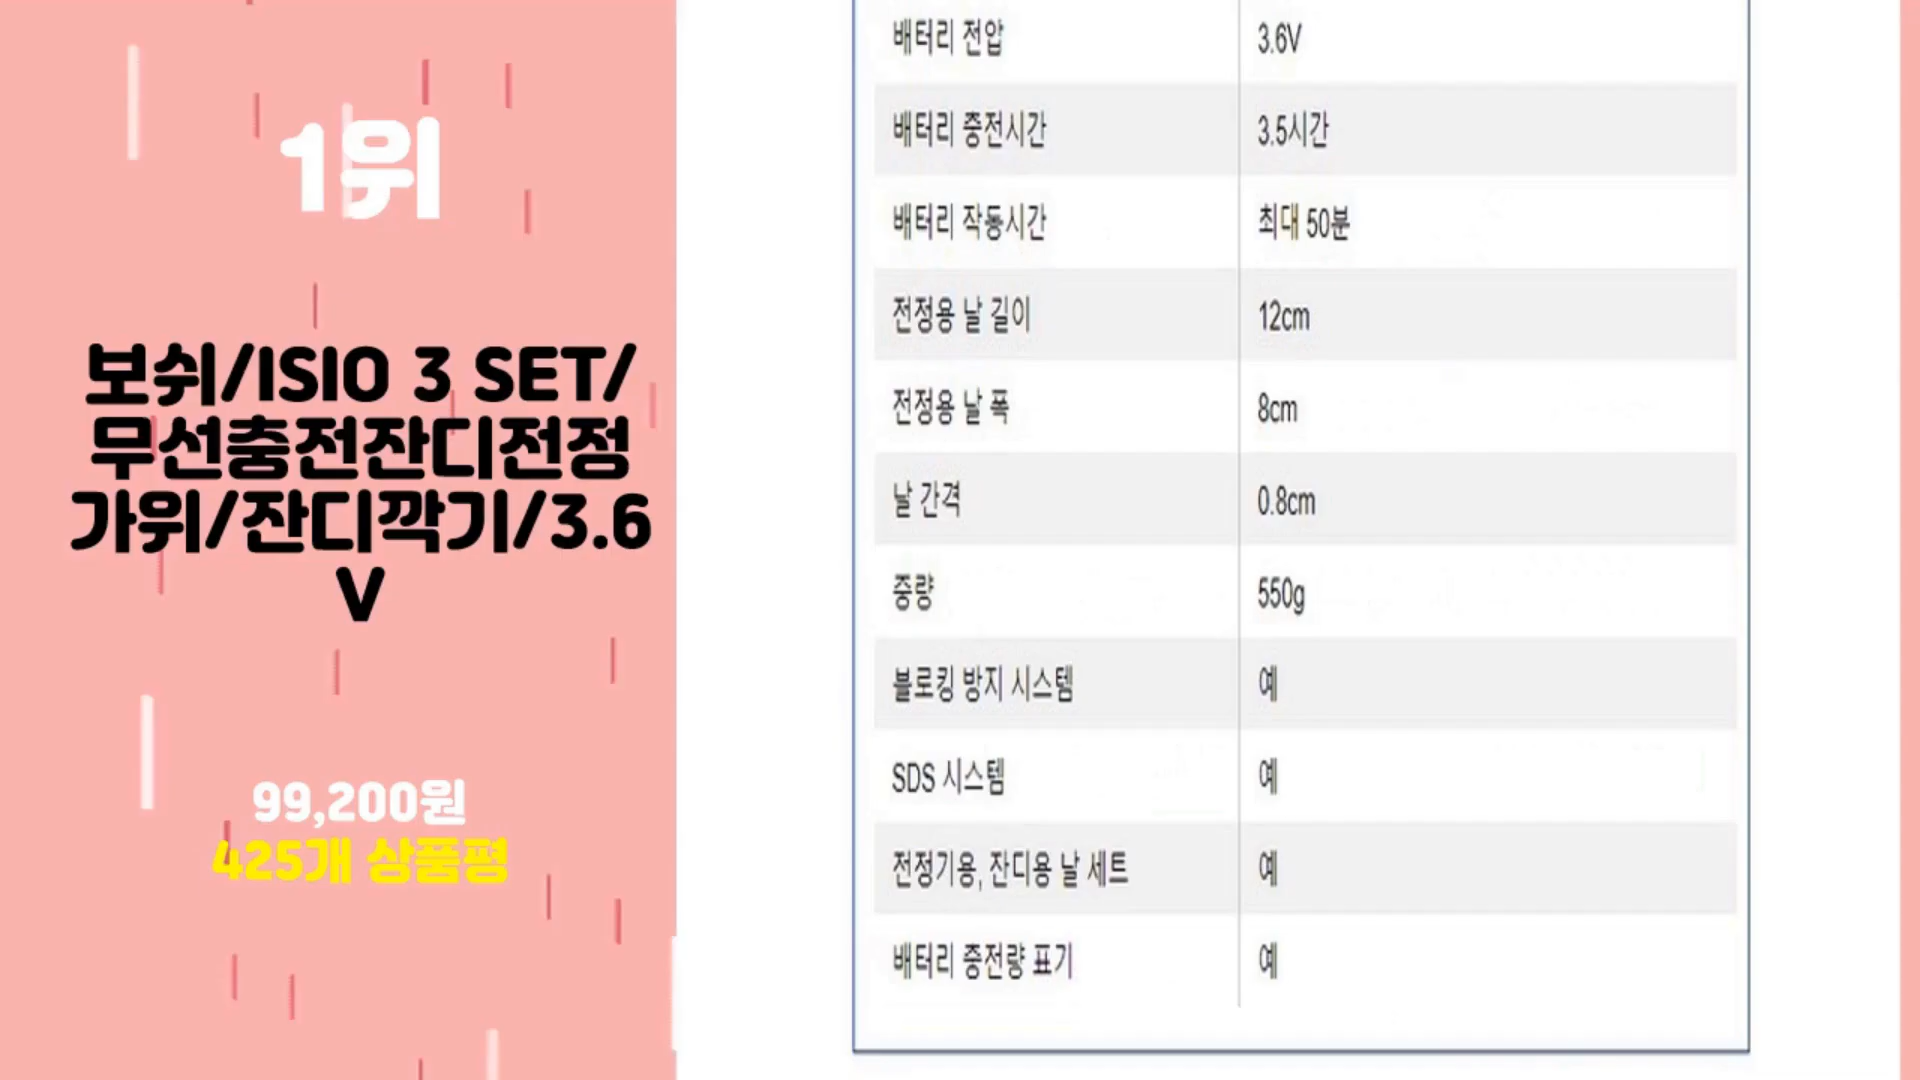 1위
보쉬/ISIO 3 SET/
무선충전잔디전정
가위/잔디깍기/3.6
V
99,200원
425개 상품평
배터리 전압 3.6V
배터리 충전시간 3.5시간
배터리 작동시간 최대 50분
전정용 날 길이 12cm
전정용 날 폭 8cm
날 간격 0.8cm
중량 550g
블로킹 방지 시스템 예
SDS 시스템 예
전정기용, 잔디용 날 세트 예
배터리 충전량 표기 예